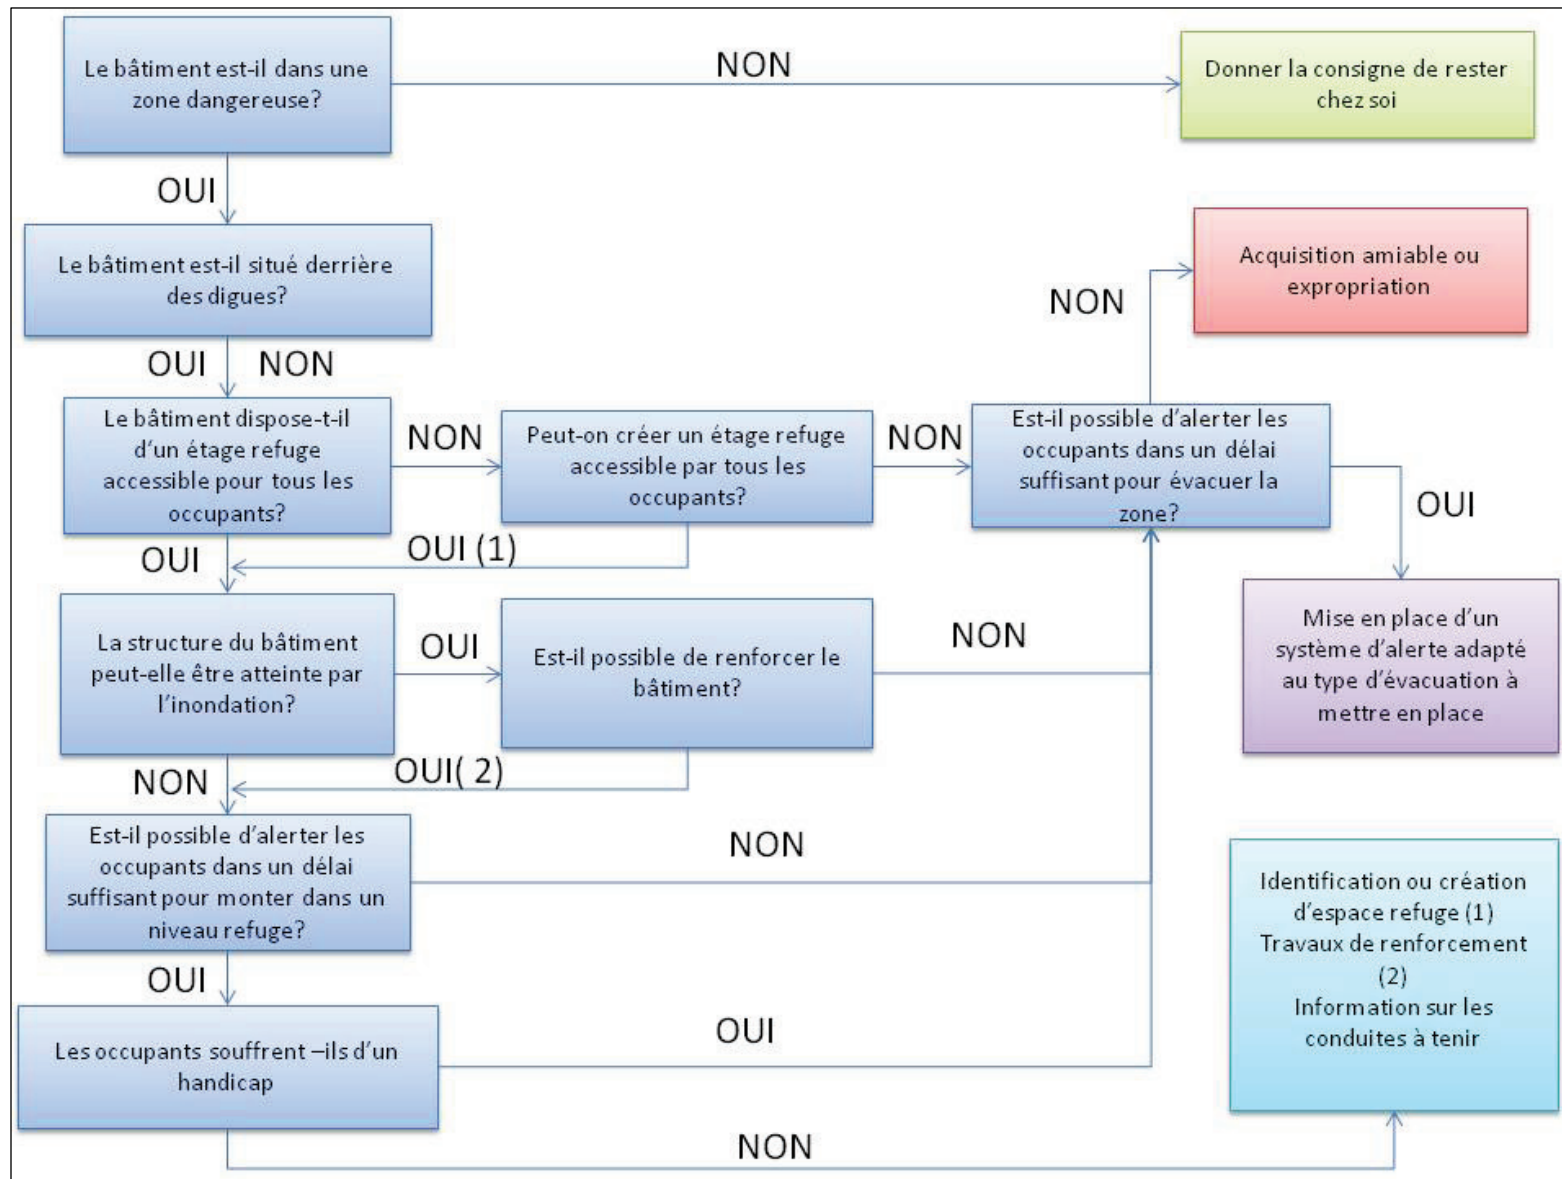 Le bâtiment est-il dans une
zone dangereuse?
NON
Donner la consigne de rester
chez soi
OUI
Le bâtiment est-il situé derrière
des digues?
Acquisition amiable ou
expropriation
NON
OUI
NON
Le bâtiment dispose-t-il
d'un étage refuge
accessible pour tous les
occupants?
NON
Peut-on créer un étage refuge
accessible par tous les
occupants?
NON
Est-il possible d'alerter les
occupants dans un délai
suffisant pour évacuer la
zone?
OUI
OUI
OUI (1)
La structure du bâtiment
peut-elle être atteinte par
l'inondation?
OUI
Est-il possible de renforcer le
bâtiment?
NON
Mise en place d'un
système d'alerte adapté
au type d'évacuation à
mettre en place
NON
OUI( 2)
Est-il possible d'alerter les
occupants dans un délai
suffisant pour monter dans un
niveau refuge?
NON
Identification ou création
d'espace refuge (1)
Travaux de renforcement
(2)
Information sur les
conduites à tenir
OUI
Les occupants souffrent –ils d'un
handicap
OUI
NON